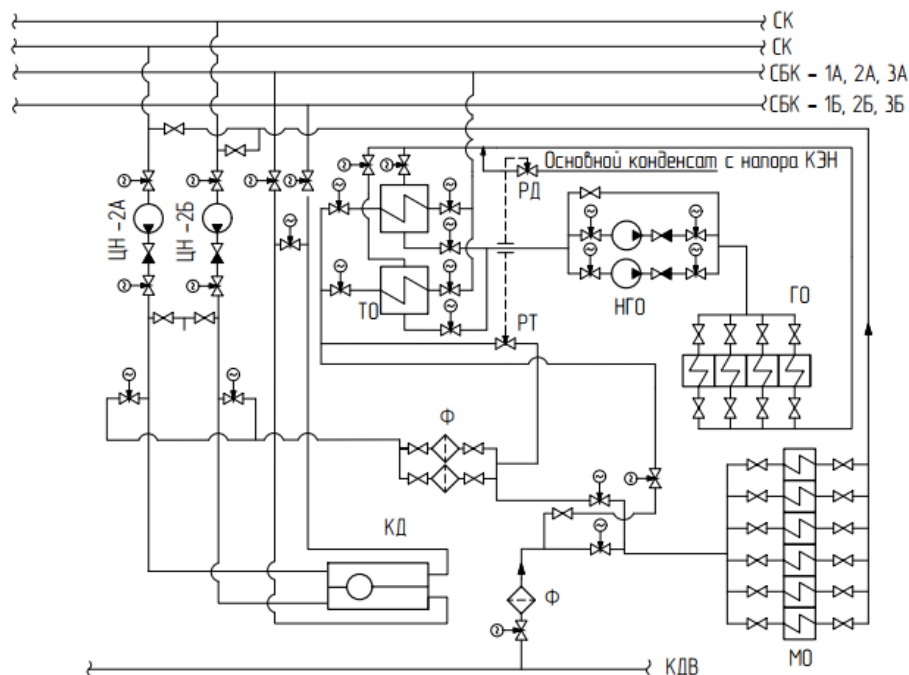 СК
СК
СБК - 1А, 2А, 3А
СБК - 1Б, 2Б, 3Б
Основной конденсат с напора КЭН
РД
ЦН -2А
ЦН -2Б
ТО
РТ
НГО
ГО
Ф
КД
Ф
МО
КДВ